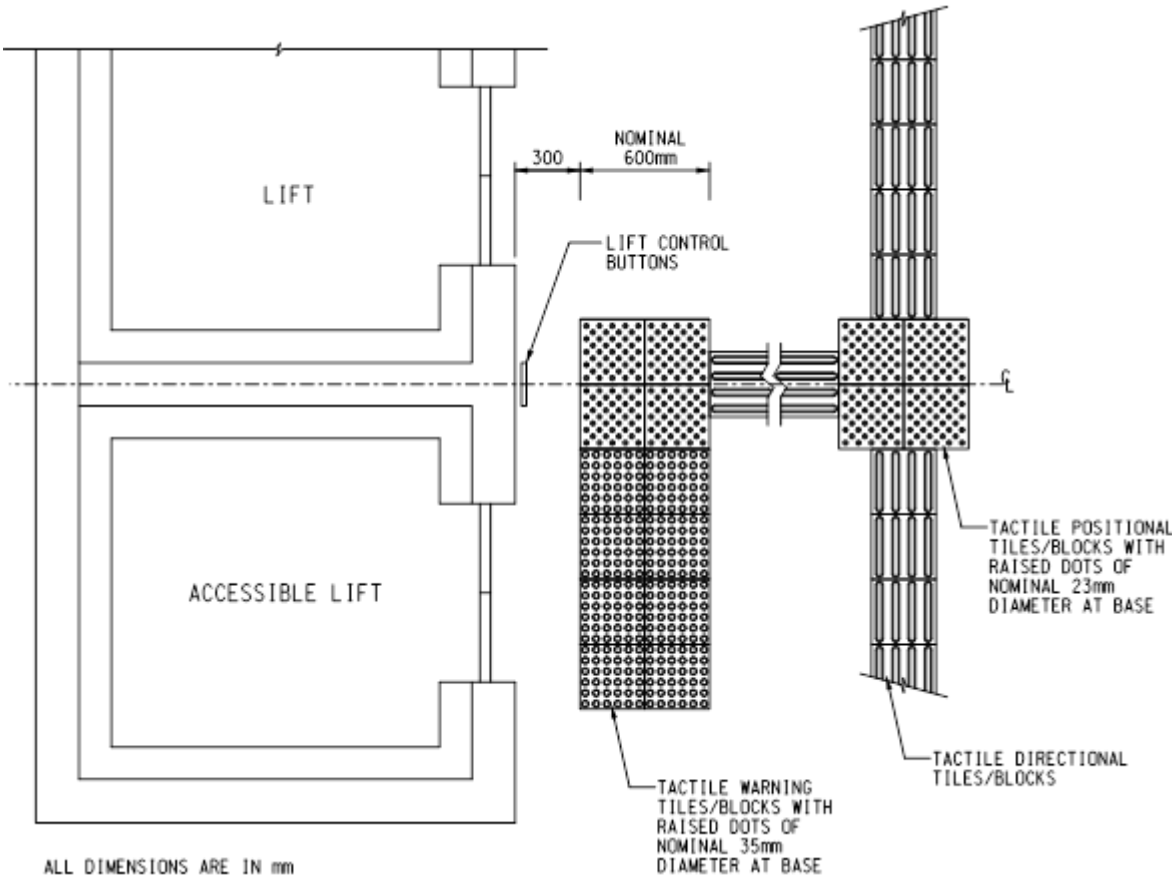 NOMINAL
300 600mm
LIFT
LIFT CONTROL
BUTTONS
℄
TACTILE POSITIONAL
TILES/BLOCKS WITH
RAISED DOTS OF
NOMINAL 23mm
DIAMETER AT BASE
ACCESSIBLE LIFT
TACTILE DIRECTIONAL
TILES/BLOCKS
TACTILE WARNING
TILES/BLOCKS WITH
RAISED DOTS OF
NOMINAL 35mm
DIAMETER AT BASE
ALL DIMENSIONS ARE IN mm